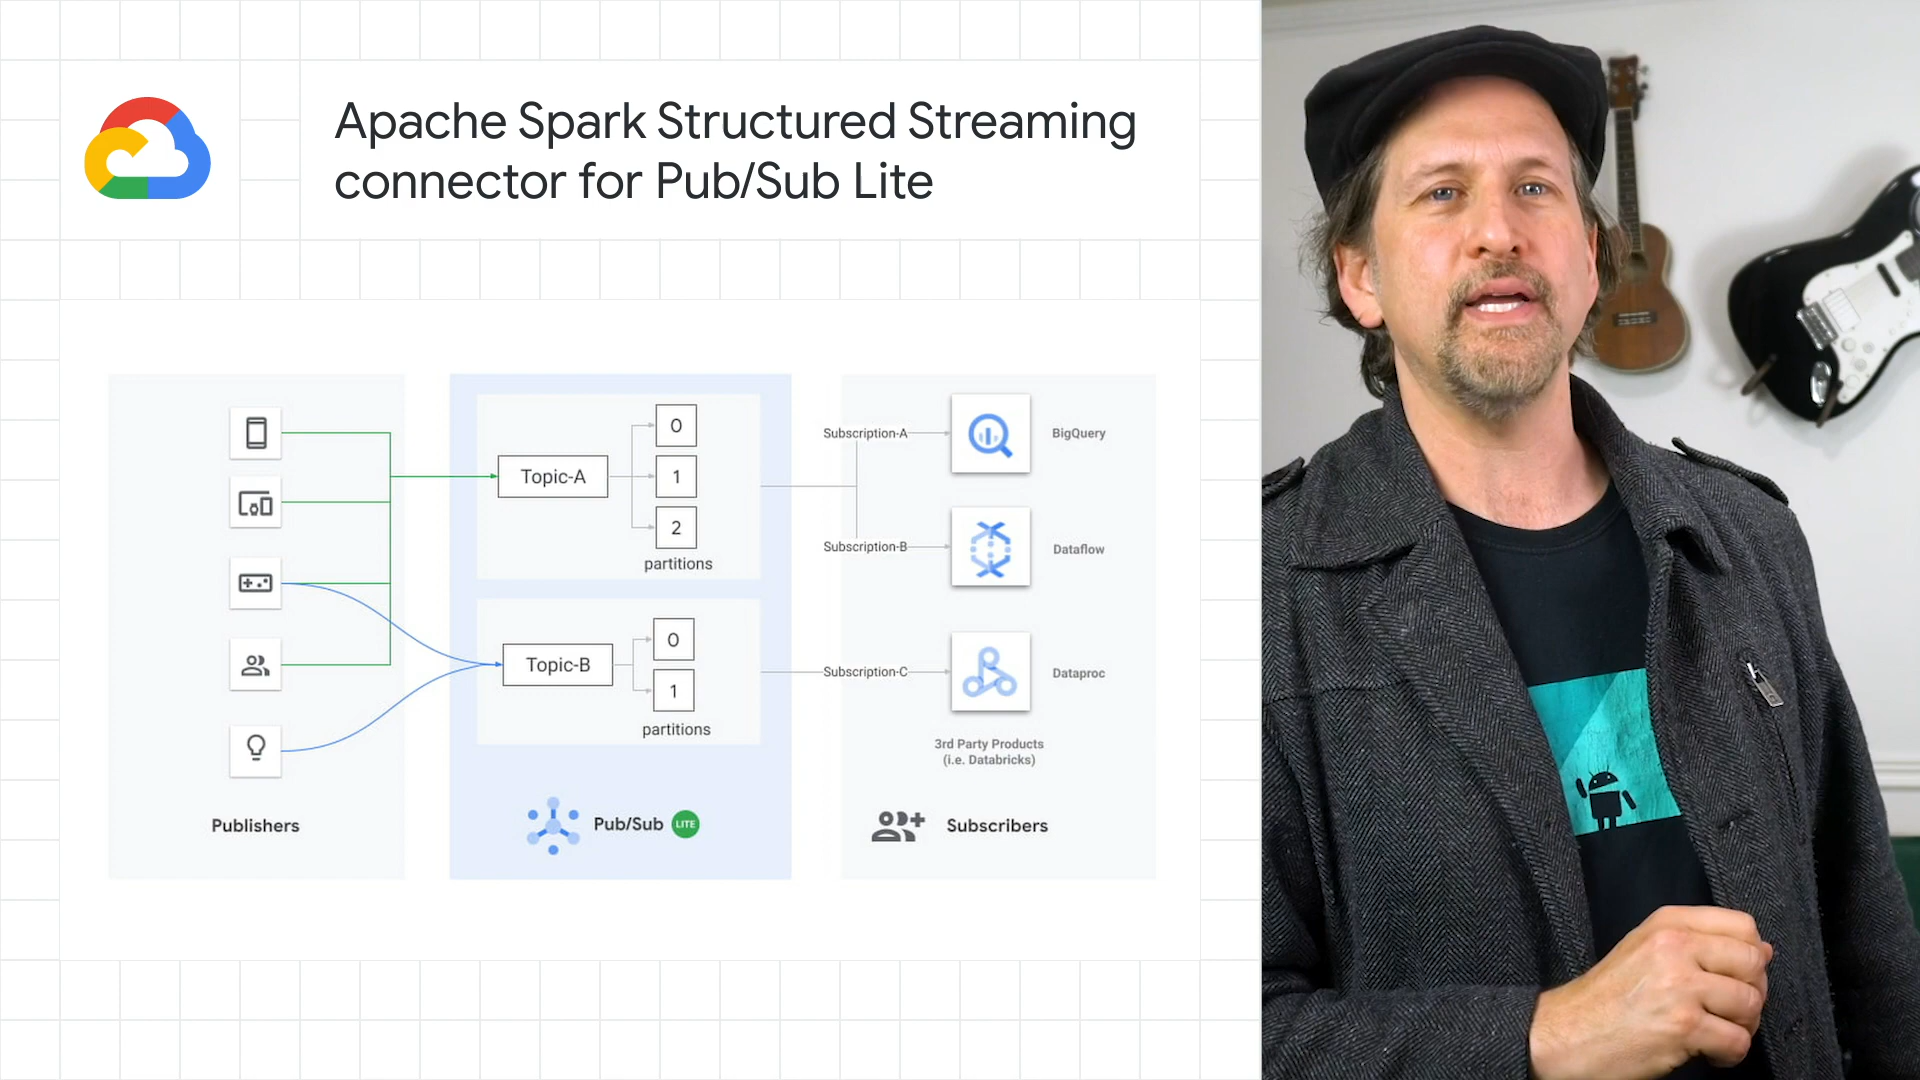 Apache Spark Structured Streaming
connector for Pub/Sub Lite
Topic-A
0
1
2
partitions
Topic-B
0
1
partitions
Subscription-A
BigQuery
Subscription-B
Dataflow
Subscription-C
Dataproc
3rd Party Products
(i.e. Databricks)
Publishers
Pub/Sub LITE
Subscribers